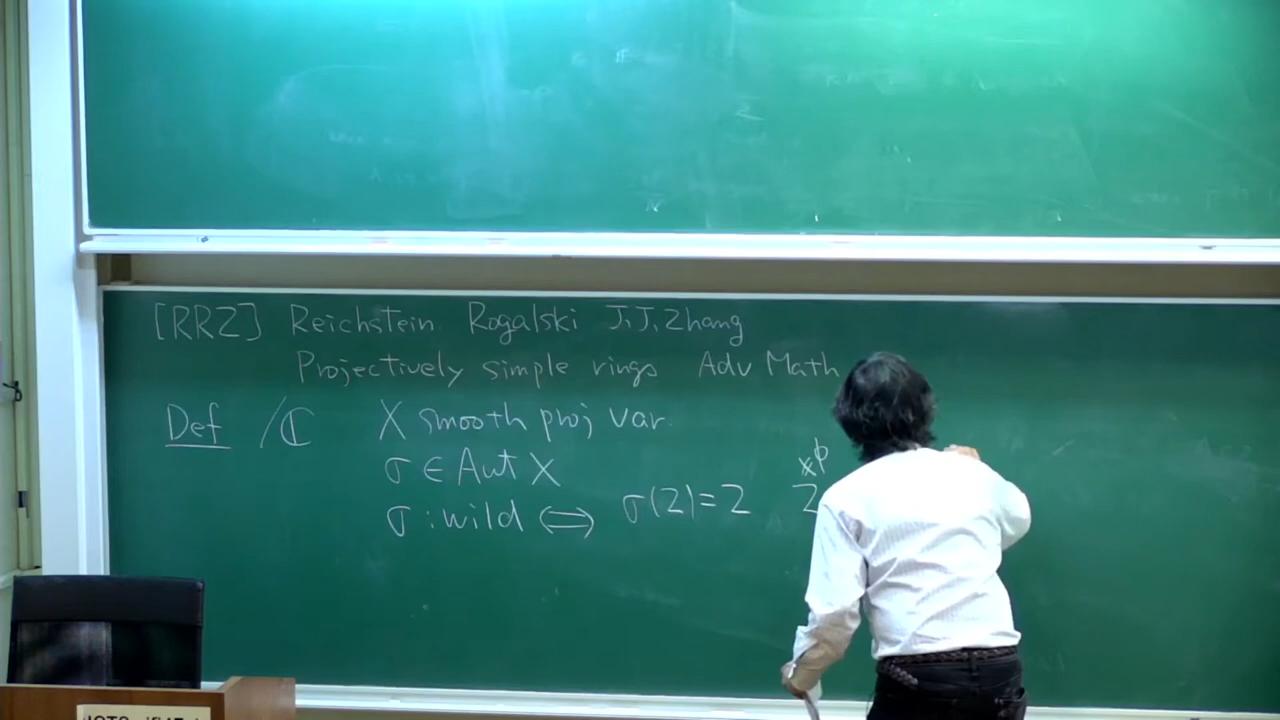 [RRZ] Reichstein Rogalski J.J.Zhang
Projectively simple rings Adv Math
Def /ℂ X smooth proj var.
σ ∈ Aut X
σ : wild ⟺ σ(Z)=Z Z